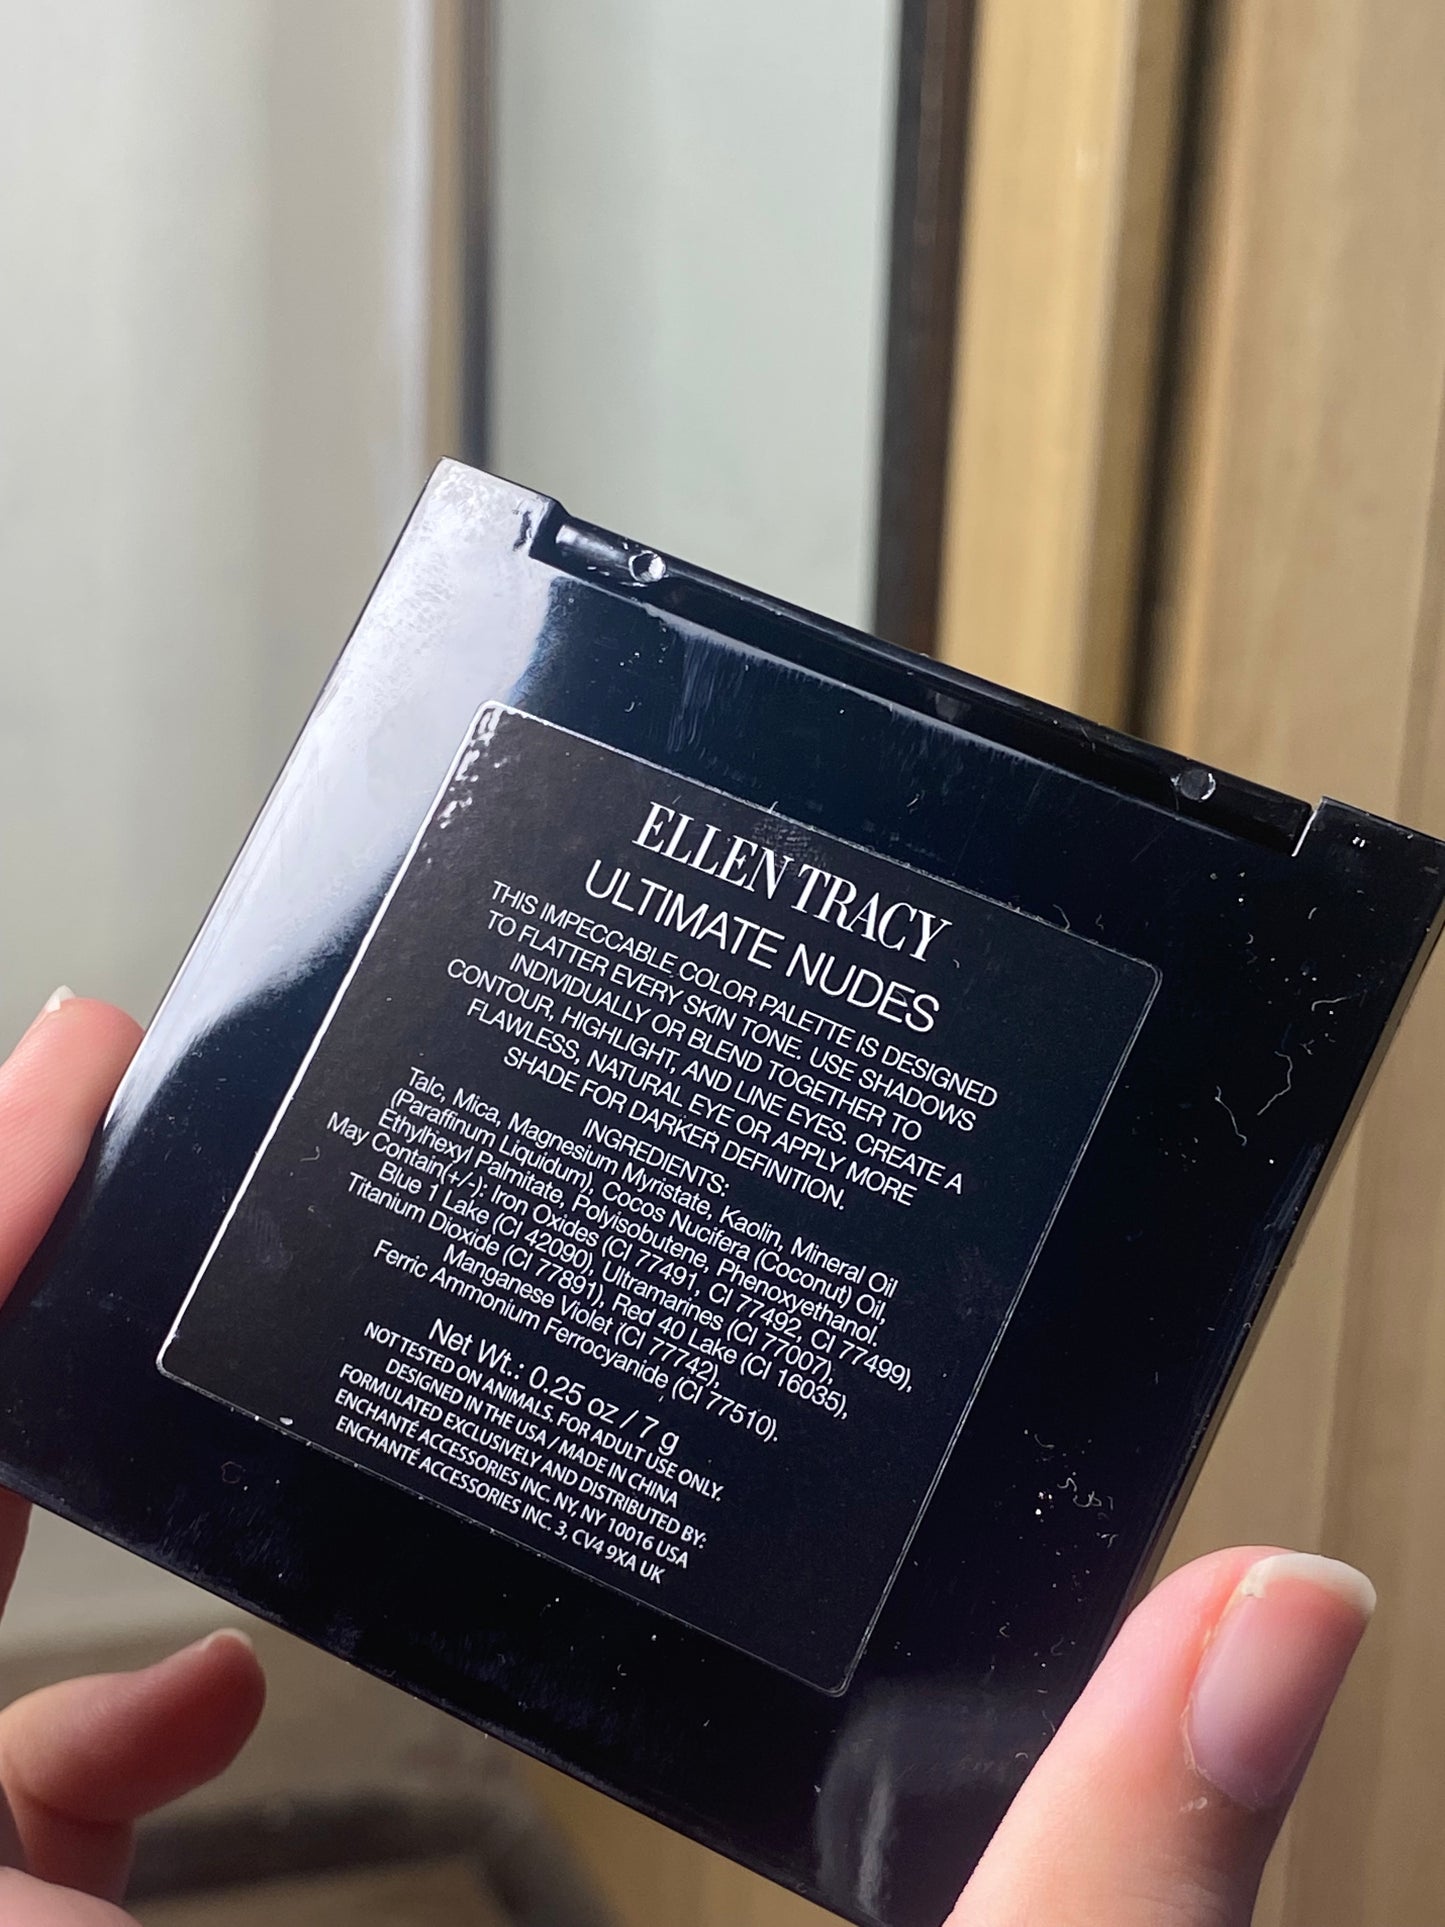 ELLEN TRACY
ULTIMATE NUDES
THIS IMPECCABLE COLOR PALETTE IS DESIGNED
TO FLATTER EVERY SKIN TONE. USE SHADOWS
INDIVIDUALLY OR BLEND TOGETHER TO
CONTOUR, HIGHLIGHT, AND LINE EYES. CREATE A
FLAWLESS, NATURAL EYE OR APPLY MORE
SHADE FOR DARKER DEFINITION.
INGREDIENTS:
Talc, Mica, Magnesium Myristate, Kaolin, Mineral Oil
(Paraffinum Liquidum), Cocos Nucifera (Coconut) Oil,
Ethylhexyl Palmitate, Polyisobutene, Phenoxyethanol.
May Contain(+/-): Iron Oxides (CI 77491, CI 77492, CI 77499),
Blue 1 Lake (CI 42090), Ultramarines (CI 77007),
Titanium Dioxide (CI 77891), Red 40 Lake (CI 16035),
Manganese Violet (CI 77742),
Ferric Ammonium Ferrocyanide (CI 77510).
Net Wt.: 0.25 oz / 7 g
NOT TESTED ON ANIMALS. FOR ADULT USE ONLY.
DESIGNED IN THE USA / MADE IN CHINA
FORMULATED EXCLUSIVELY AND DISTRIBUTED BY:
ENCHANTÉ ACCESSORIES INC. NY, NY 10016 USA
ENCHANTÉ ACCESSORIES INC. 3, CV4 9XA UK